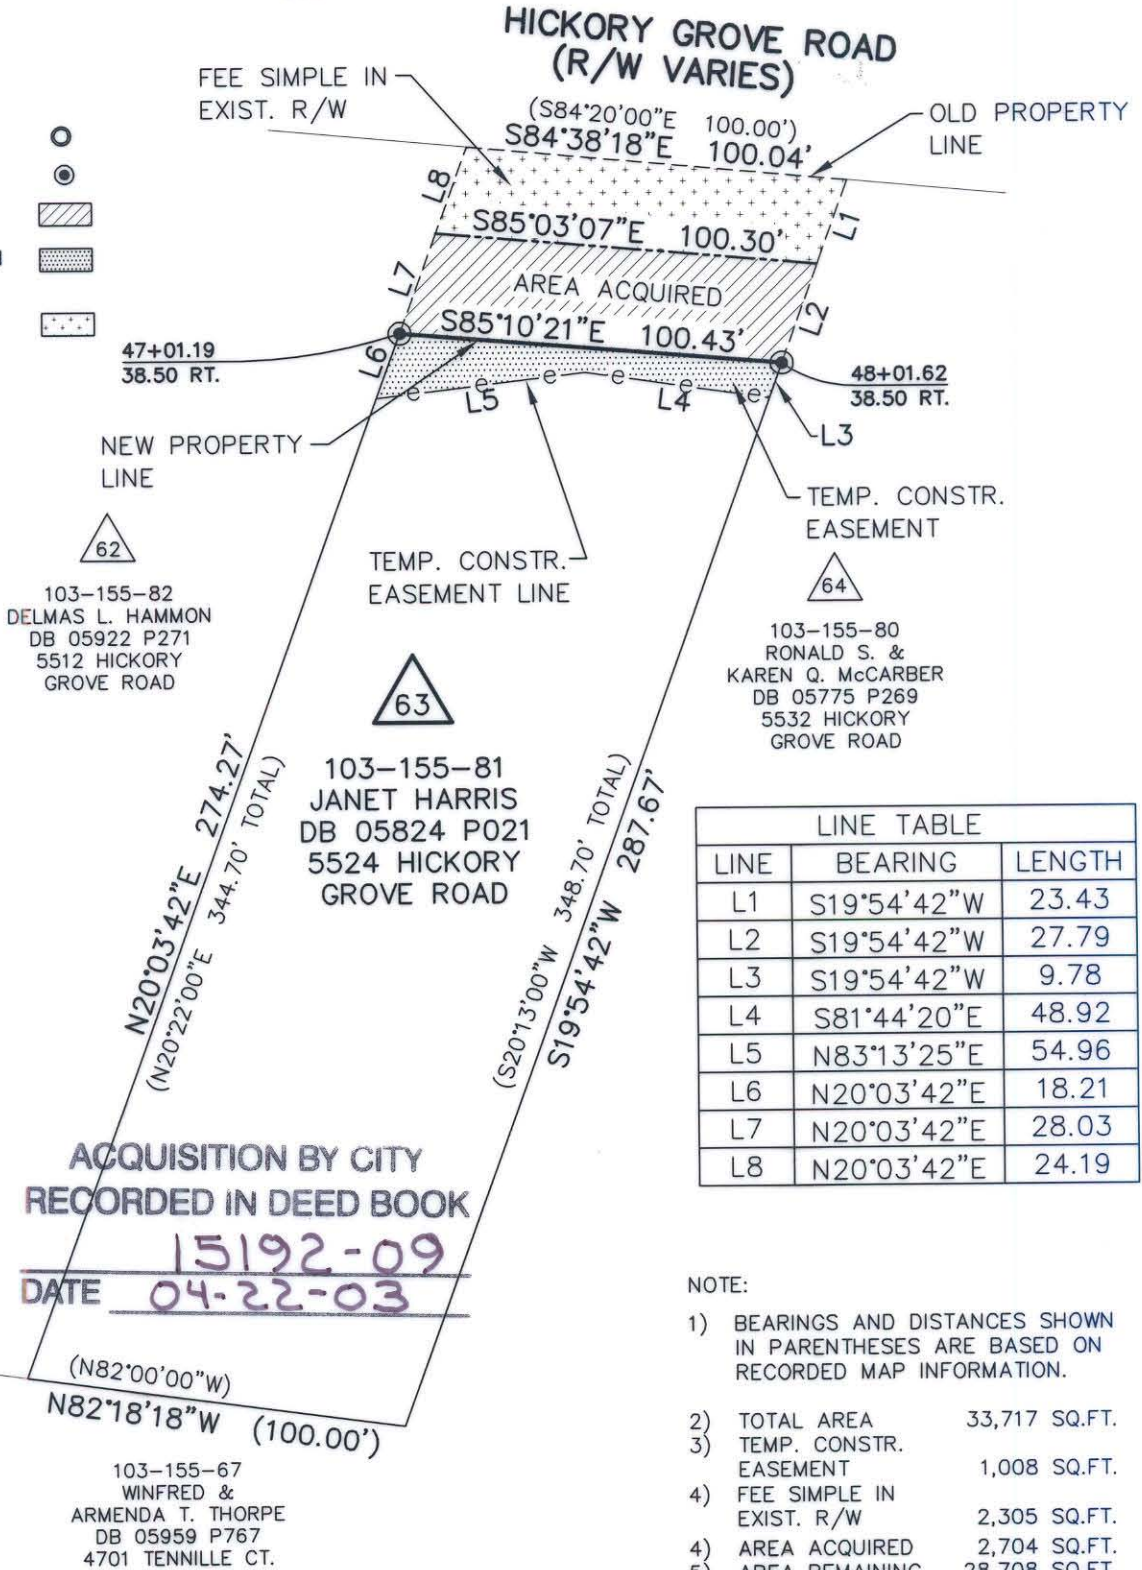 HICKORY GROVE ROAD
(R/W VARIES)
FEE SIMPLE IN
EXIST. R/W
(S84°20'00"E 100.00')
S84°38'18"E 100.04'
OLD PROPERTY
LINE
L8
L1
S85°03'07"E 100.30'
L7
AREA ACQUIRED
L2
S85°10'21"E 100.43'
47+01.19
38.50 RT.
L6
48+01.62
38.50 RT.
e e e e e e
L5
L4
L3
NEW PROPERTY
LINE
TEMP. CONSTR.
EASEMENT
TEMP. CONSTR.
EASEMENT LINE
62
103-155-82
DELMAS L. HAMMON
DB 05922 P271
5512 HICKORY
GROVE ROAD
64
103-155-80
RONALD S. &
KAREN Q. McCARBER
DB 05775 P269
5532 HICKORY
GROVE ROAD
63
103-155-81
JANET HARRIS
DB 05824 P021
5524 HICKORY
GROVE ROAD
N20°03'42"E 274.27'
(N20°22'00"E 344.70' TOTAL)
(S20°13'00"W 348.70' TOTAL)
S19°54'42"W 287.67'
LINE TABLE
LINE BEARING LENGTH
L1 S19°54'42"W 23.43
L2 S19°54'42"W 27.79
L3 S19°54'42"W 9.78
L4 S81°44'20"E 48.92
L5 N83°13'25"E 54.96
L6 N20°03'42"E 18.21
L7 N20°03'42"E 28.03
L8 N20°03'42"E 24.19
ACQUISITION BY CITY
RECORDED IN DEED BOOK
15192-09
DATE 04-22-03
(N82°00'00"W)
N82°18'18"W (100.00')
103-155-67
WINFRED &
ARMENDA T. THORPE
DB 05959 P767
4701 TENNILLE CT.
NOTE:
1) BEARINGS AND DISTANCES SHOWN
IN PARENTHESES ARE BASED ON
RECORDED MAP INFORMATION.
2) TOTAL AREA 33,717 SQ.FT.
3) TEMP. CONSTR.
EASEMENT 1,008 SQ.FT.
4) FEE SIMPLE IN
EXIST. R/W 2,305 SQ.FT.
4) AREA ACQUIRED 2,704 SQ.FT.
5) AREA REMAINING 28,708 SQ.FT.